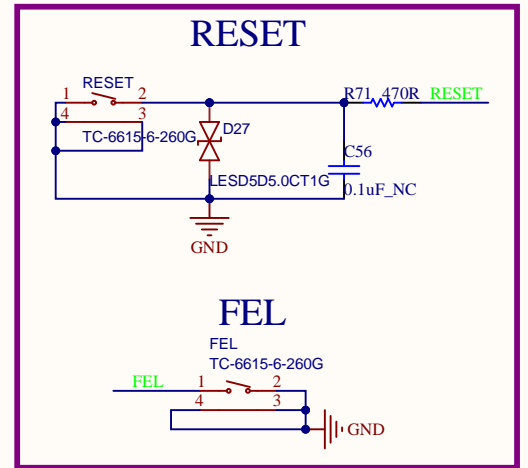 RESET
RESET
1 2
4 3
TC-6615-6-260G
D27
LESD5D5.0CT1G
R71 470R RESET
C56
0.1uF_NC
GND
FEL
FEL
TC-6615-6-260G
FEL 1 2
4 3
GND